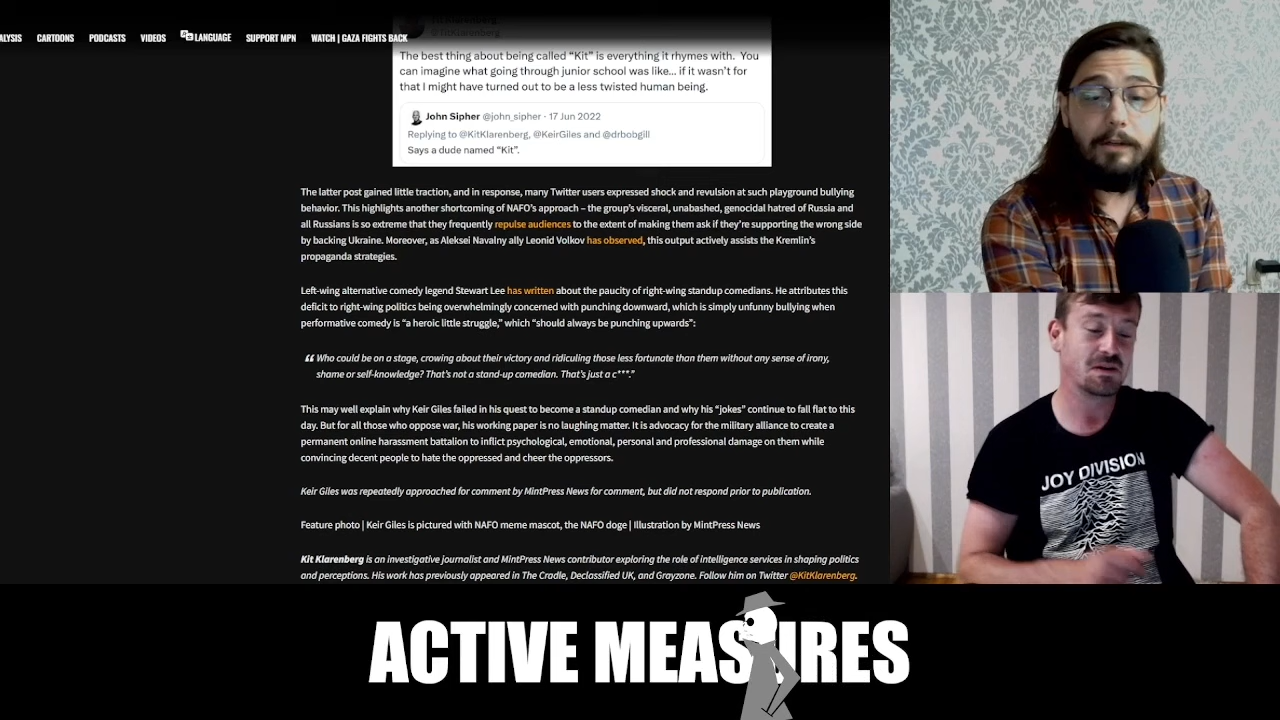 ALYSIS CARTOONS PODCASTS VIDEOS LANGUAGE SUPPORT MPN WATCH | GAZA FIGHTS BACK
The best thing about being called “Kit” is everything it rhymes with. You
can imagine what going through junior school was like... if it wasn’t for
that I might have turned out to be a less twisted human being.
John Sipher @john_sipher · 17 Jun 2022
Replying to @KitKlarenberg, @KeirGiles and @drbobgill
Says a dude named “Kit”.
The latter post gained little traction, and in response, many Twitter users expressed shock and revulsion at such playground bullying
behavior. This highlights another shortcoming of NAFO’s approach – the group’s visceral, unabashed, genocidal hatred of Russia and
all Russians is so extreme that they frequently repulse audiences to the extent of making them ask if they’re supporting the wrong side
by backing Ukraine. Moreover, as Aleksei Navalny ally Leonid Volkov has observed, this output actively assists the Kremlin’s
propaganda strategies.
Left-wing alternative comedy legend Stewart Lee has written about the paucity of right-wing standup comedians. He attributes this
deficit to right-wing politics being overwhelmingly concerned with punching downward, which is simply unfunny bullying when
performative comedy is “a heroic little struggle,” which “should always be punching upwards”:
“ Who could be on a stage, crowing about their victory and ridiculing those less fortunate than them without any sense of irony,
shame or self-knowledge? That’s not a stand-up comedian. That’s just a c***.”
This may well explain why Keir Giles failed in his quest to become a standup comedian and why his “jokes” continue to fall flat to this
day. But for all those who oppose war, his working paper is no laughing matter. It is advocacy for the military alliance to create a
permanent online harassment battalion to inflict psychological, emotional, personal and professional damage on them while
convincing decent people to hate the oppressed and cheer the oppressors.
Keir Giles was repeatedly approached for comment by MintPress News for comment, but did not respond prior to publication.
Feature photo | Keir Giles is pictured with NAFO meme mascot, the NAFO doge | Illustration by MintPress News
Kit Klarenberg is an investigative journalist and MintPress News contributor exploring the role of intelligence services in shaping politics
and perceptions. His work has previously appeared in The Cradle, Declassified UK, and Grayzone. Follow him on Twitter @KitKlarenberg.
JOY DIVISION
ACTIVE MEASURES